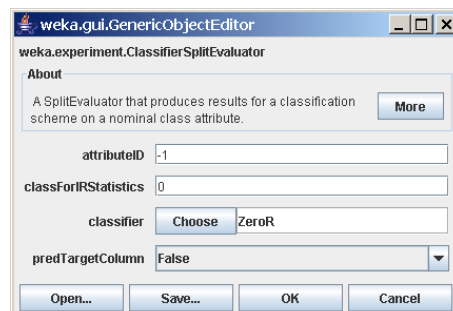 weka.gui.GenericObjectEditor
weka.experiment.ClassifierSplitEvaluator
About
A SplitEvaluator that produces results for a classification
scheme on a nominal class attribute.
More
attributeID -1
classForIRStatistics 0
classifier Choose ZeroR
predTargetColumn False
Open... Save... OK Cancel